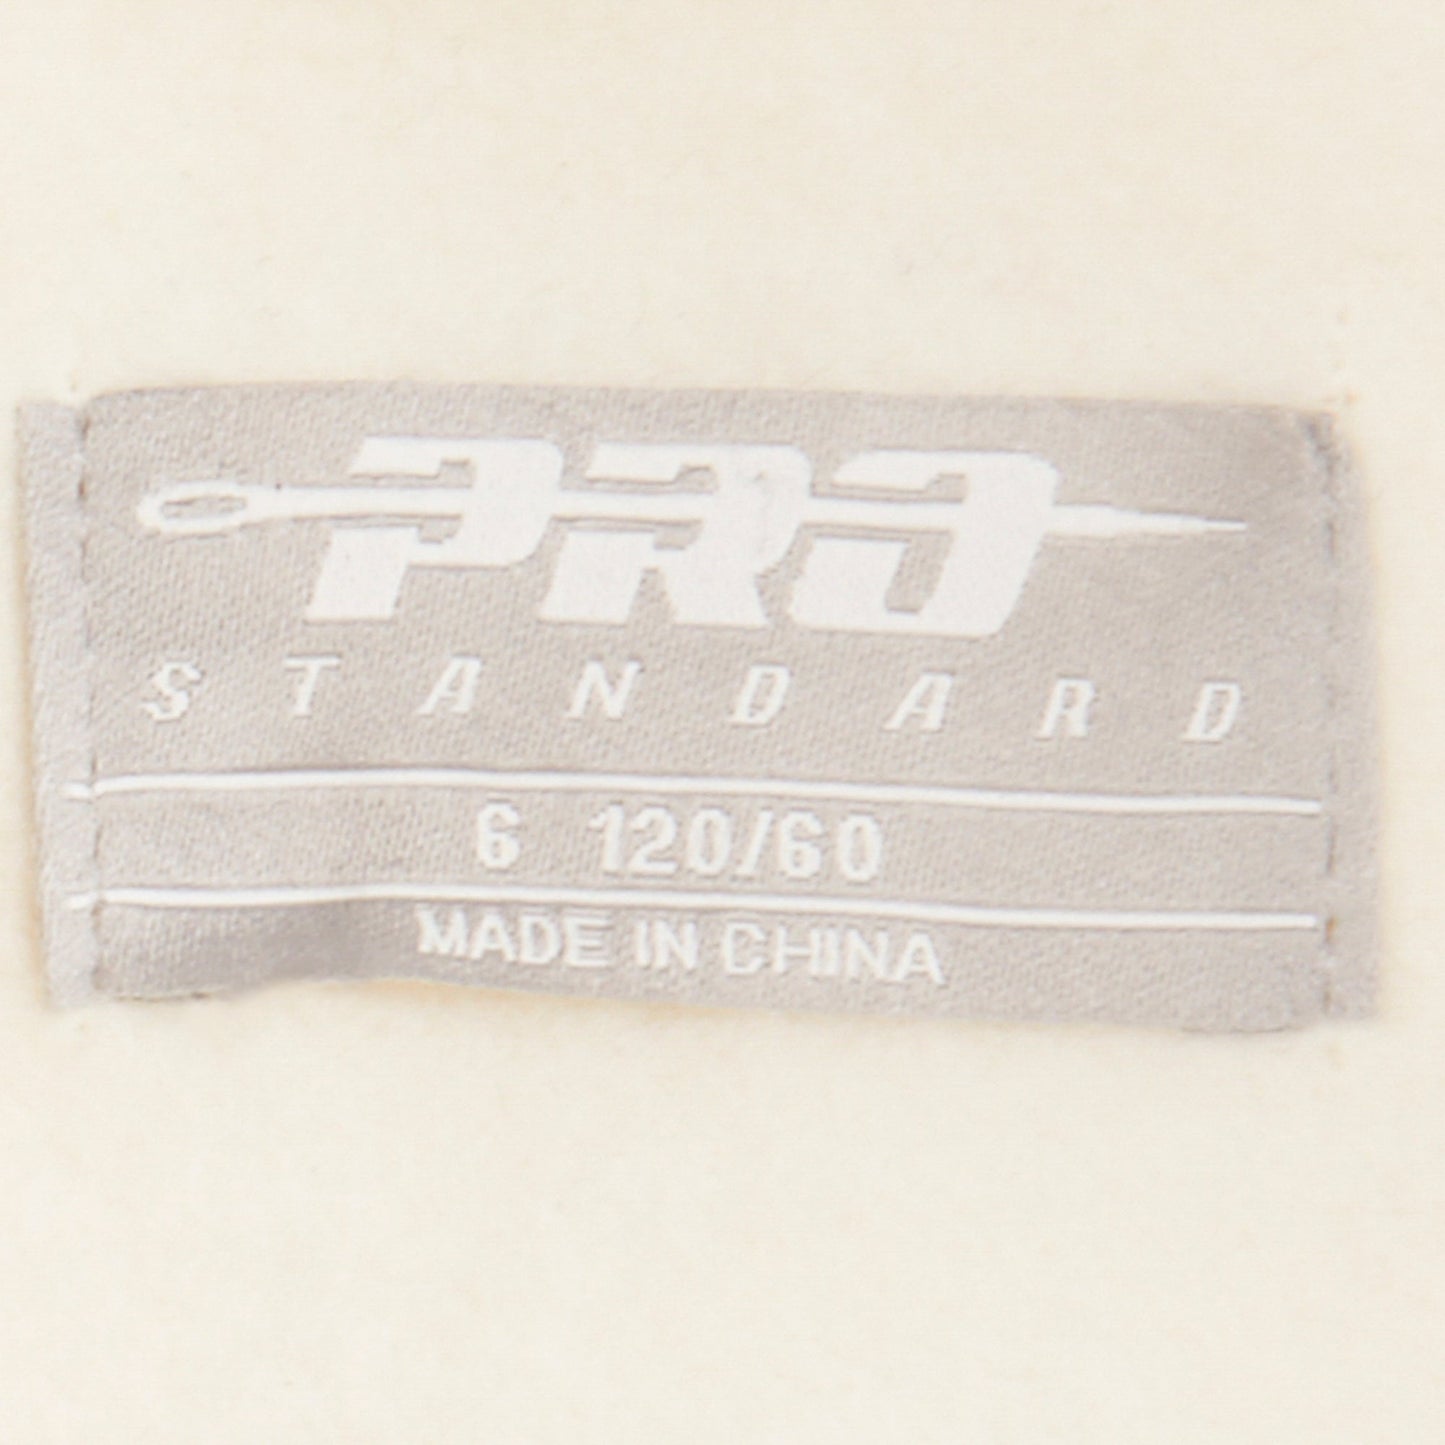 PRO
STANDARD
6 120/60
MADE IN CHINA